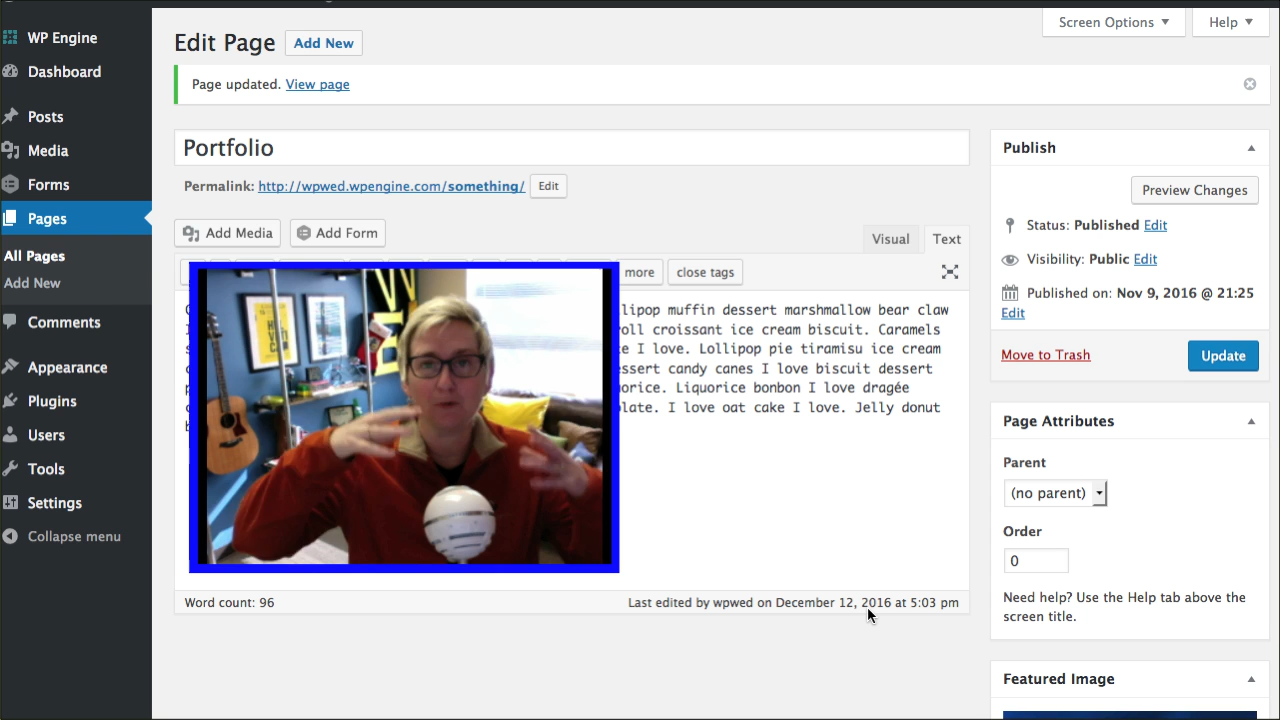 WP Engine
Dashboard
Posts
Media
Forms
Pages
All Pages
Add New
Comments
Appearance
Plugins
Users
Tools
Settings
Collapse menu
Screen Options
Help
Edit Page
Add New
Page updated. View page
Portfolio
Permalink: http://wpwed.wpengine.com/something/ Edit
Add Media
Add Form
Visual
Text
more
close tags
lipop muffin dessert marshmallow bear claw
roll croissant ice cream biscuit. Caramels
I love. Lollipop pie tiramisu ice cream
essert candy canes I love biscuit dessert
orice. Liquorice bonbon I love dragée
late. I love oat cake I love. Jelly donut
Word count: 96
Last edited by wpwed on December 12, 2016 at 5:03 pm
Publish
Preview Changes
Status: Published Edit
Visibility: Public Edit
Published on: Nov 9, 2016 @ 21:25
Edit
Move to Trash
Update
Page Attributes
Parent
(no parent)
Order
0
Need help? Use the Help tab above the
screen title.
Featured Image